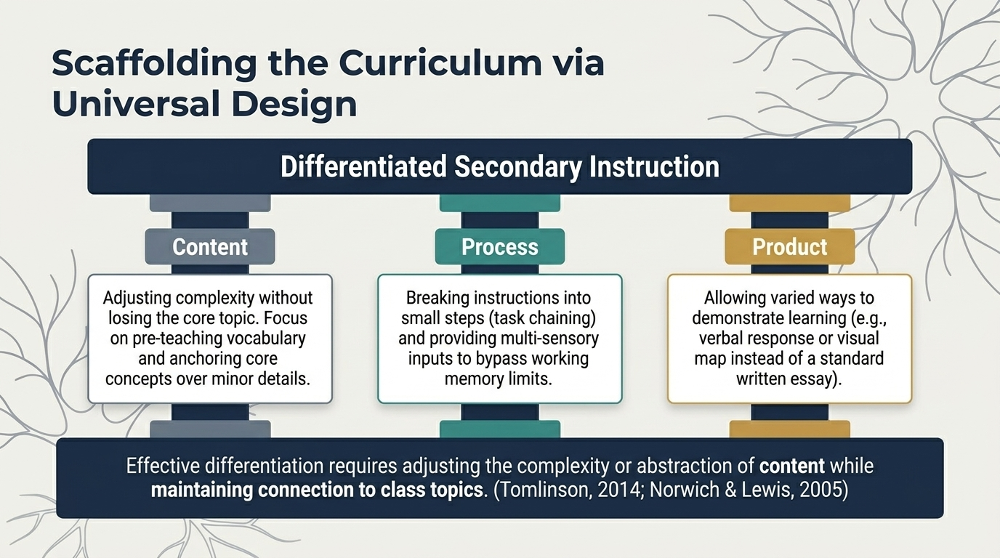 Scaffolding the Curriculum via
Universal Design
Differentiated Secondary Instruction
Content
Adjusting complexity without
losing the core topic. Focus
on pre-teaching vocabulary
and anchoring core
concepts over minor details.
Process
Breaking instructions into
small steps (task chaining)
and providing multi-sensory
inputs to bypass working
memory limits.
Product
Allowing varied ways to
demonstrate learning (e.g.,
verbal response or visual
map instead of a standard
written essay).
Effective differentiation requires adjusting the complexity or abstraction of content while
maintaining connection to class topics. (Tomlinson, 2014; Norwich & Lewis, 2005)